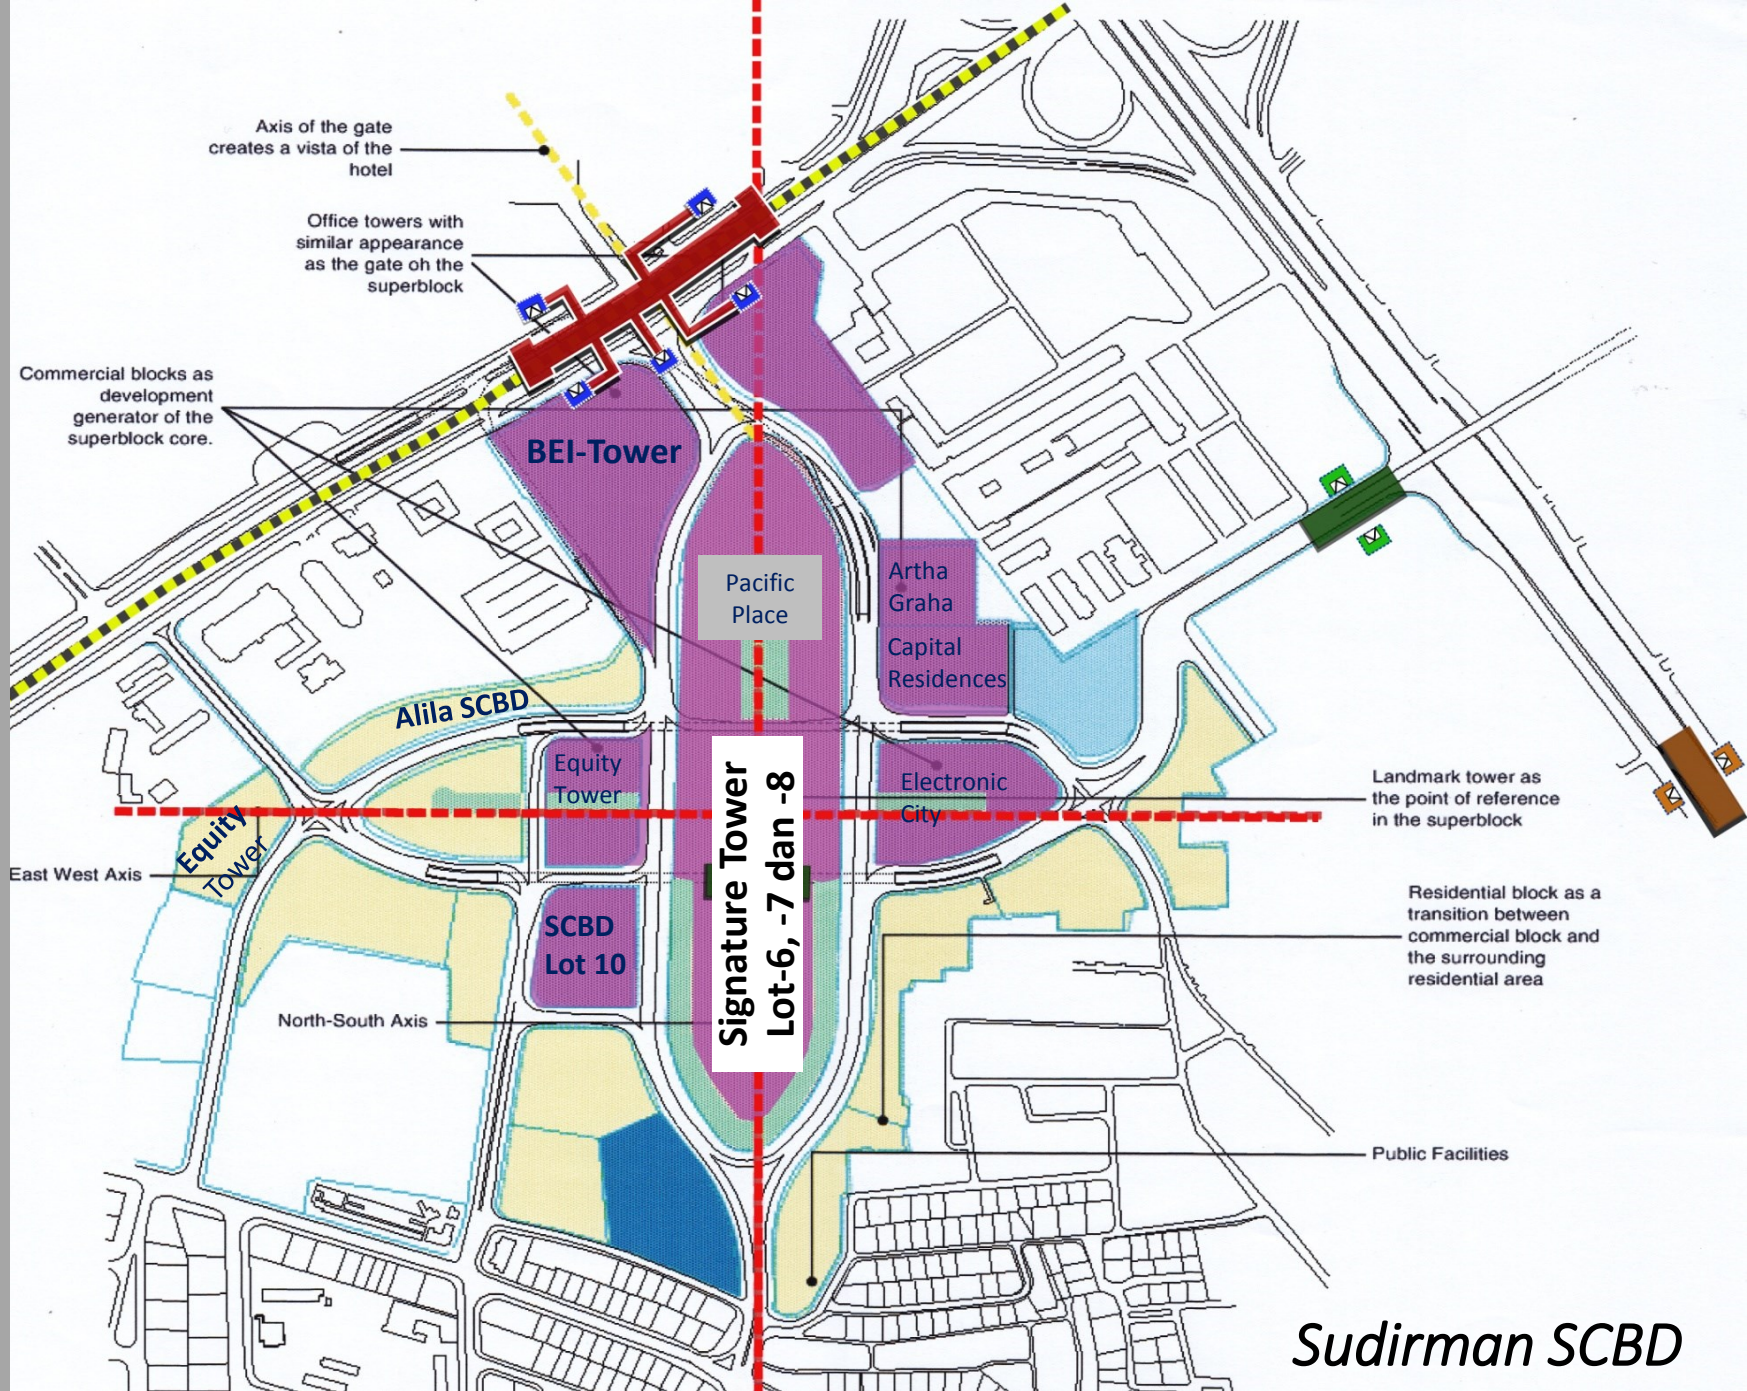 Axis of the gate
creates a vista of the
hotel
Office towers with
similar appearance
as the gate oh the
superblock
Commercial blocks as
development
generator of the
superblock core.
BEI-Tower
Pacific
Place
Artha
Graha
Capital
Residences
Alila SCBD
Equity
Tower
Electronic
City
Landmark tower as
the point of reference
in the superblock
Equity
Tower
East West Axis
Signature Tower
Lot-6, -7 dan -8
SCBD
Lot 10
Residential block as a
transition between
commercial block and
the surrounding
residential area
North-South Axis
Public Facilities
Sudirman SCBD